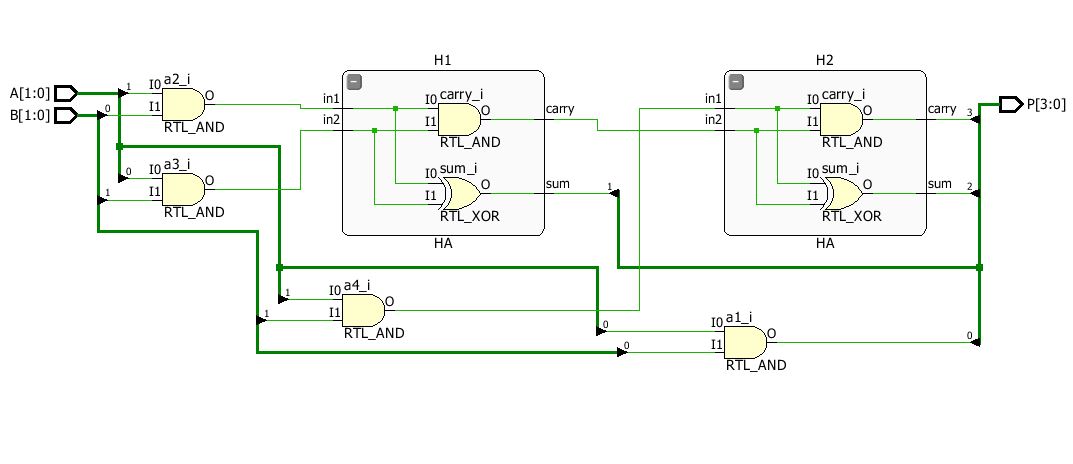 A[1:0]
B[1:0]
1
0
I0
I1
a2_i
O
RTL_AND
0
1
I0
I1
a3_i
O
RTL_AND
H1
in1
in2
I0
I1
carry_i
O
RTL_AND
carry
I0
I1
sum_i
O
RTL_XOR
sum
1
HA
H2
in1
in2
I0
I1
carry_i
O
RTL_AND
carry
3
I0
I1
sum_i
O
RTL_XOR
sum
2
HA
P[3:0]
1
1
I0
I1
a4_i
O
RTL_AND
0
0
I0
I1
a1_i
O
RTL_AND
0